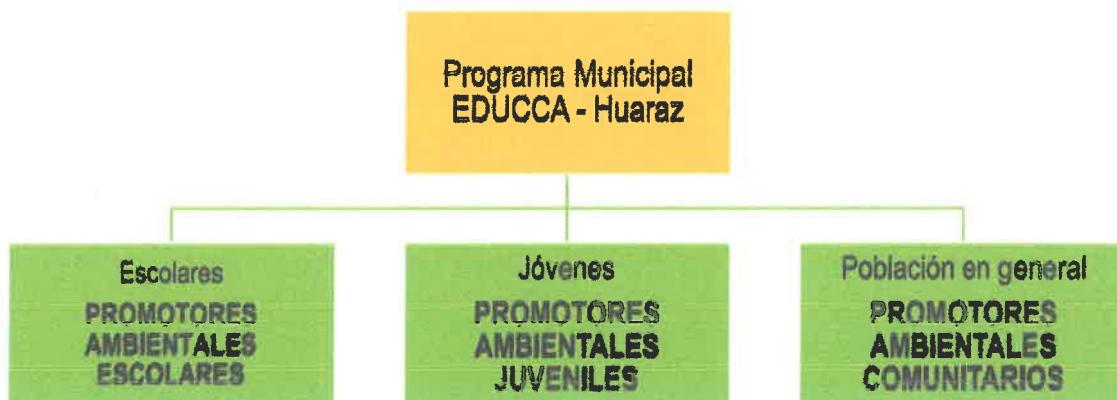 Programa Municipal
EDUCCA - Huaraz
Escolares
PROMOTORES
AMBIENTALES
ESCOLARES
Jóvenes
PROMOTORES
AMBIENTALES
JUVENILES
Población en general
PROMOTORES
AMBIENTALES
COMUNITARIOS